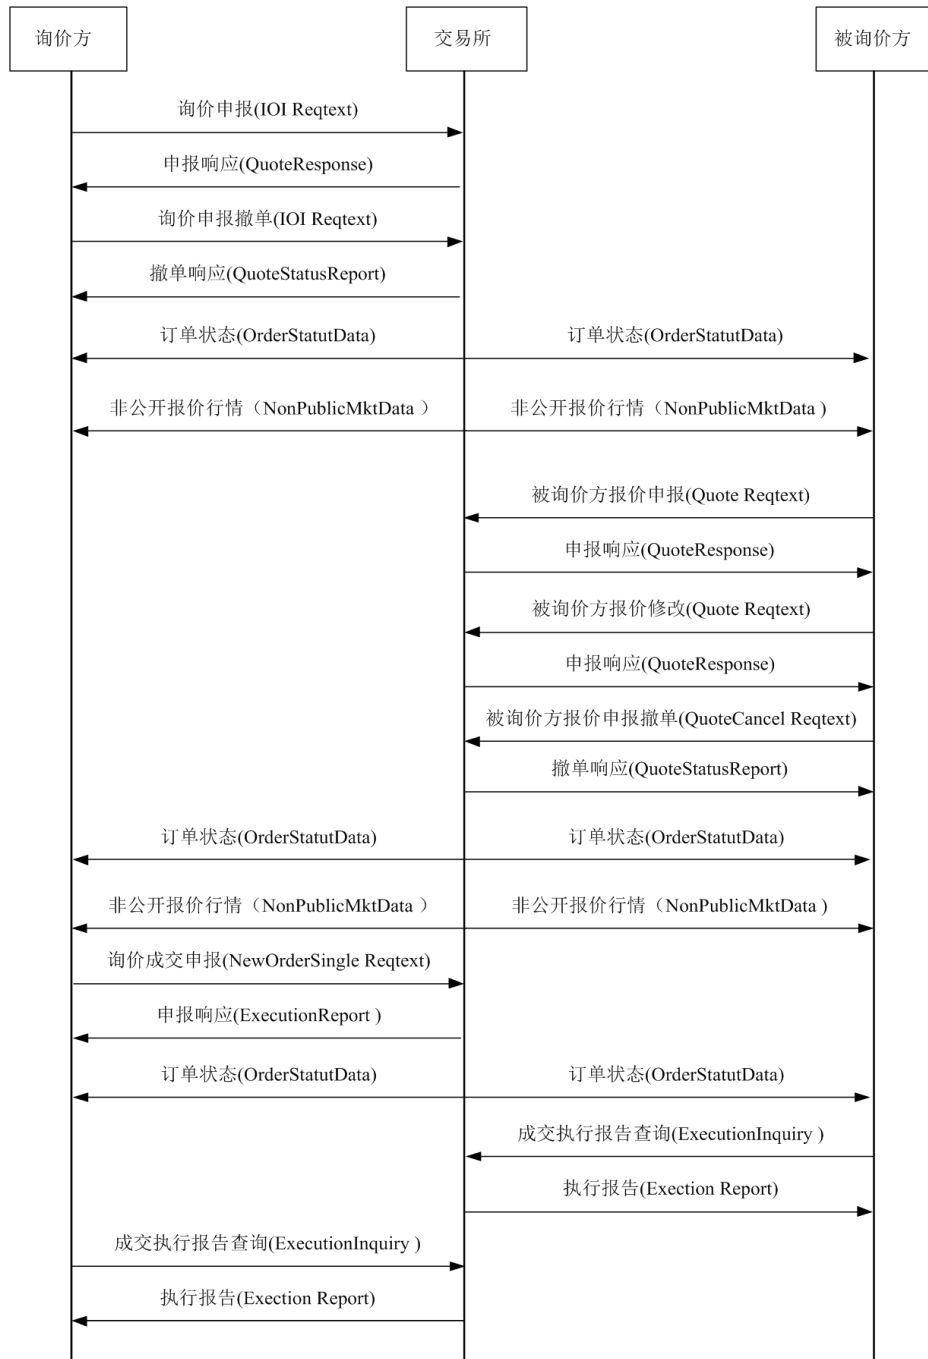 询价方
交易所
被询价方
询价申报(IOI Reqtext)
申报响应(QuoteResponse)
询价申报撤单(IOI Reqtext)
撤单响应(QuoteStatusReport)
订单状态(OrderStatutData)
订单状态(OrderStatutData)
非公开报价行情（NonPublicMktData ）
非公开报价行情（NonPublicMktData )
被询价方报价申报(Quote Reqtext)
申报响应(QuoteResponse)
被询价方报价修改(Quote Reqtext)
申报响应(QuoteResponse)
被询价方报价申报撤单(QuoteCancel Reqtext)
撤单响应(QuoteStatusReport)
订单状态(OrderStatutData)
订单状态(OrderStatutData)
非公开报价行情（NonPublicMktData ）
非公开报价行情（NonPublicMktData )
询价成交申报(NewOrderSingle Reqtext)
申报响应(ExecutionReport )
订单状态(OrderStatutData)
订单状态(OrderStatutData)
成交执行报告查询(ExecutionInquiry )
执行报告(Exection Report)
成交执行报告查询(ExecutionInquiry )
执行报告(Exection Report)